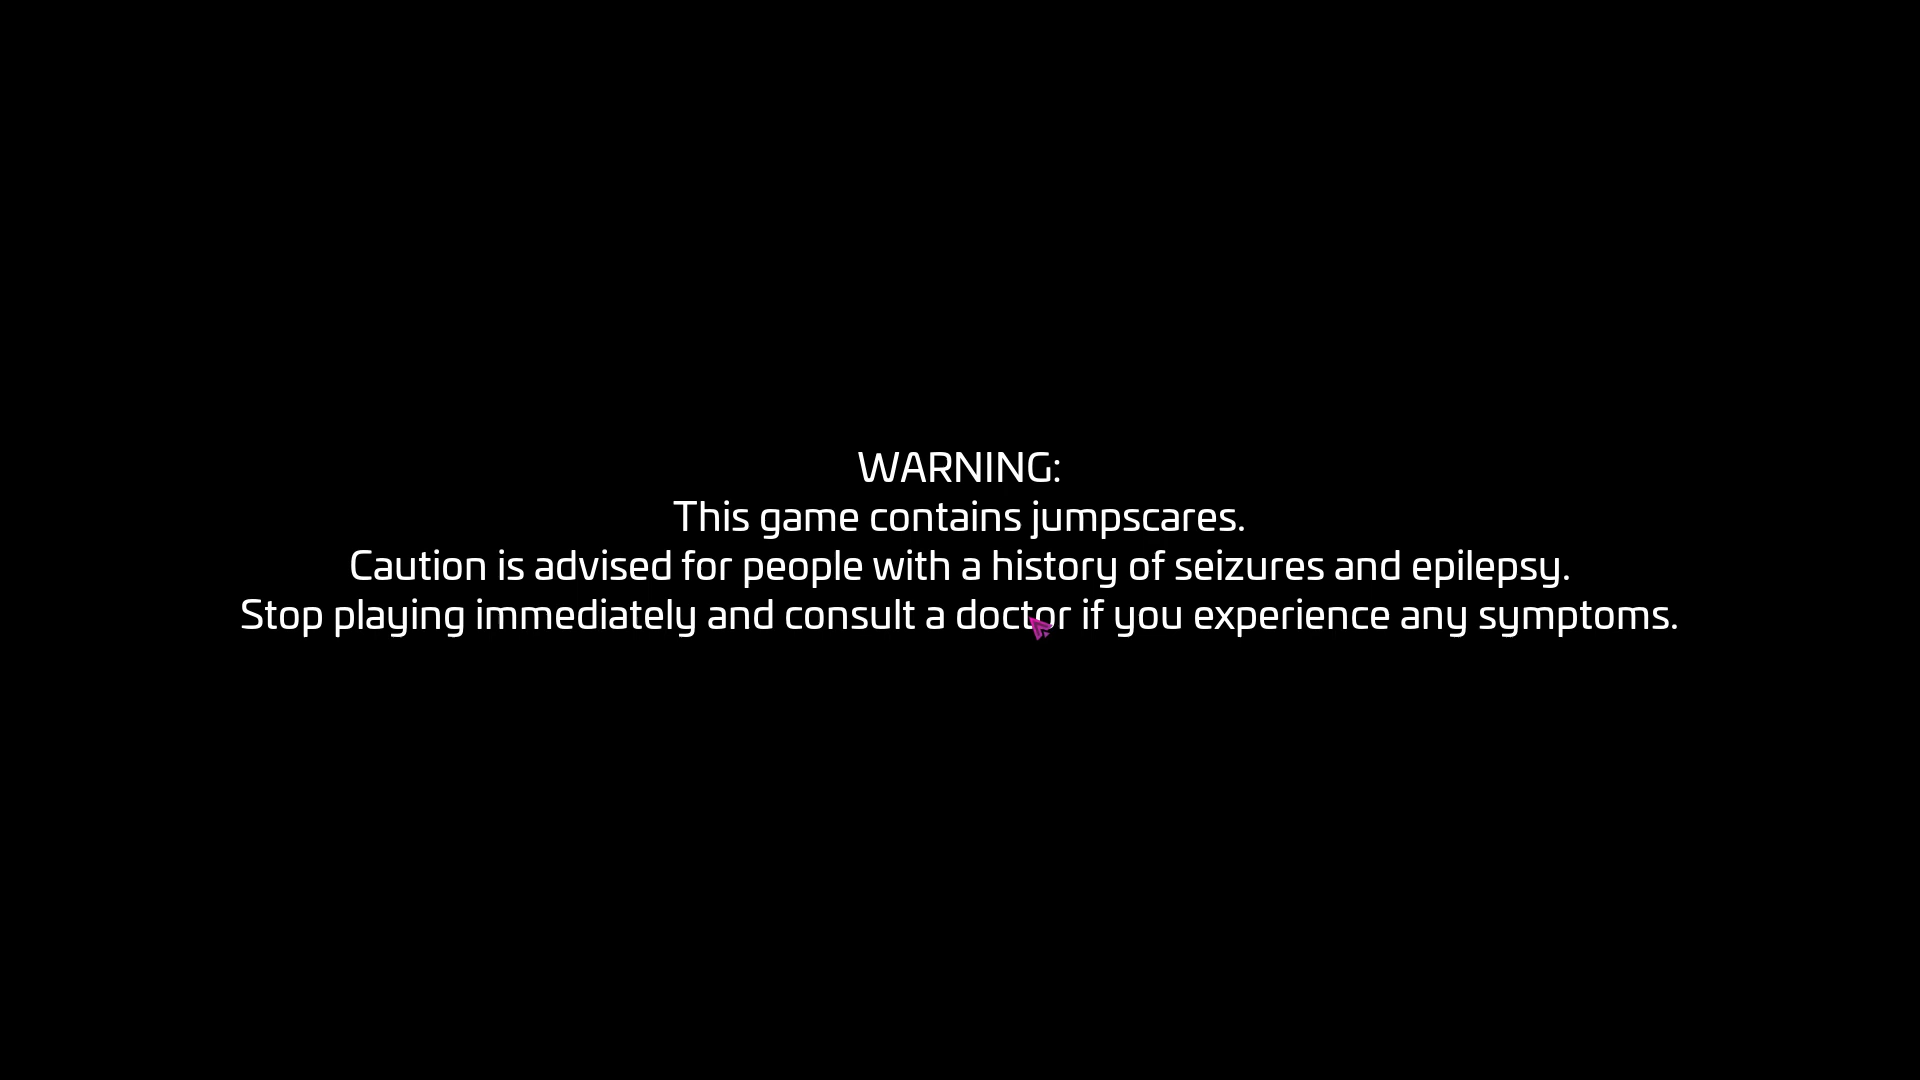 WARNING:
This game contains jumpscares.
Caution is advised for people with a history of seizures and epilepsy.
Stop playing immediately and consult a doctor if you experience any symptoms.